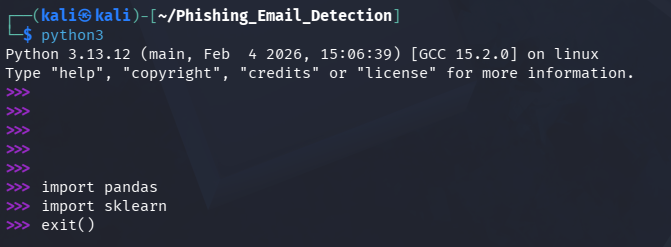 ┌──(kali㉿kali)-[~/Phishing_Email_Detection]
└─$ python3
Python 3.13.12 (main, Feb  4 2026, 15:06:39) [GCC 15.2.0] on linux
Type "help", "copyright", "credits" or "license" for more information.
>>>
>>>
>>>
>>>
>>>
>>> import pandas
>>> import sklearn
>>> exit()